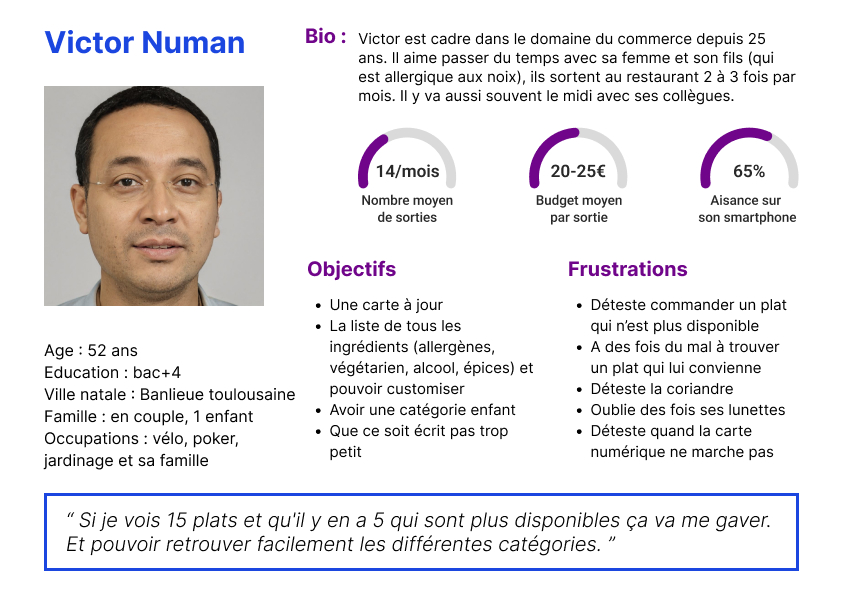 Victor Numan
Bio :
Victor est cadre dans le domaine du commerce depuis 25
ans. Il aime passer du temps avec sa femme et son fils (qui
est allergique aux noix), ils sortent au restaurant 2 à 3 fois par
mois. Il y va aussi souvent le midi avec ses collègues.
14/mois
Nombre moyen
de sorties
20-25€
Budget moyen
par sortie
65%
Aisance sur
son smartphone
Age : 52 ans
Education : bac+4
Ville natale : Banlieue toulousaine
Famille : en couple, 1 enfant
Occupations : vélo, poker,
jardinage et sa famille
Objectifs
• Une carte à jour
• La liste de tous les
ingrédients (allergènes,
végétarien, alcool, épices) et
pouvoir customiser
• Avoir une catégorie enfant
• Que ce soit écrit pas trop
petit
Frustrations
• Déteste commander un plat
qui n’est plus disponible
• A des fois du mal à trouver
un plat qui lui convienne
• Déteste la coriandre
• Oublie des fois ses lunettes
• Déteste quand la carte
numérique ne marche pas
“ Si je vois 15 plats et qu'il y en a 5 qui sont plus disponibles ça va me gaver.
Et pouvoir retrouver facilement les différentes catégories. ”